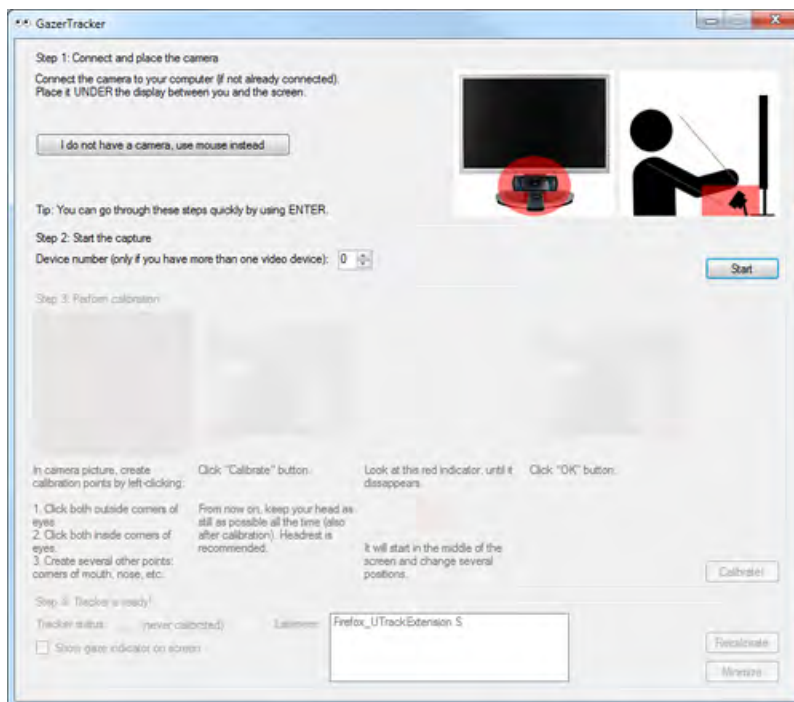 GazerTracker
Step 1: Connect and place the camera
Connect the camera to your computer (if not already connected).
Place it UNDER the display between you and the screen.
I do not have a camera, use mouse instead
Tip: You can go through these steps quickly by using ENTER.
Step 2: Start the capture
Device number (only if you have more than one video device): 0
Start
Step 3: Perform calibration
In camera picture, create
calibration points by left-clicking:
1. Click both outside corners of
eyes
2. Click both inside corners of
eyes.
3. Create several other points:
corners of mouth, nose, etc.
Click "Calibrate" button.
From now on, keep your head as
still as possible all the time (also
after calibration). Headrest is
recommended.
Look at this red indicator, until it
dissappears.
It will start in the middle of the
screen and change several
positions.
Click "OK" button.
Calibrate!
Step 4: Tracker is ready!
Tracker status: (never calibrated)
Firefox_UTrackExtension S
Show gaze indicator on screen
Recalibrate
Minimize